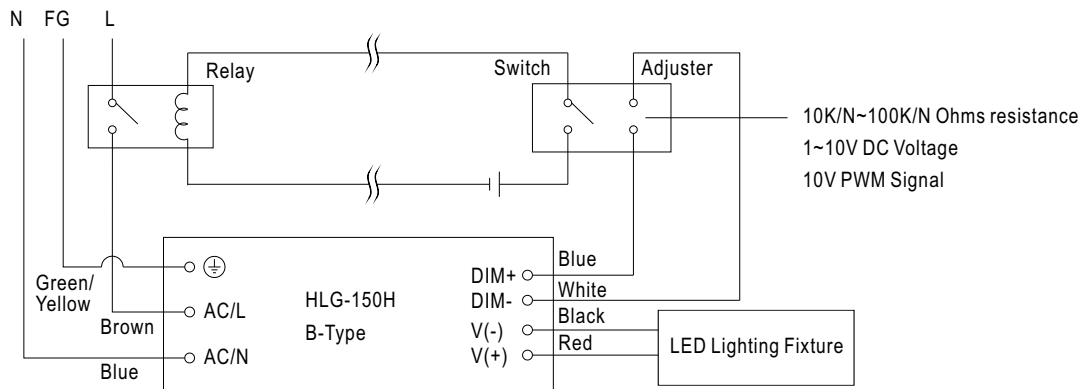 N FG L
Relay
Switch
Adjuster
10K/N~100K/N Ohms resistance
1~10V DC Voltage
10V PWM Signal
Green/
Yellow
Brown
Blue
AC/L
AC/N
HLG-150H
B-Type
DIM+
DIM-
V(-)
V(+)
Blue
White
Black
Red
LED Lighting Fixture